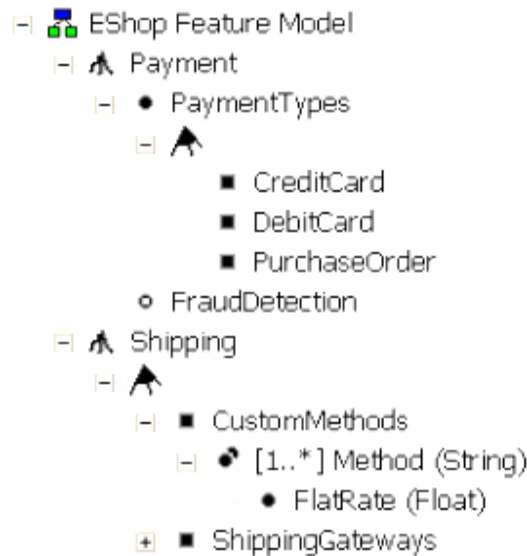 EShop Feature Model
Payment
PaymentTypes
CreditCard
DebitCard
PurchaseOrder
FraudDetection
Shipping
CustomMethods
[1..*] Method (String)
FlatRate (Float)
ShippingGateways